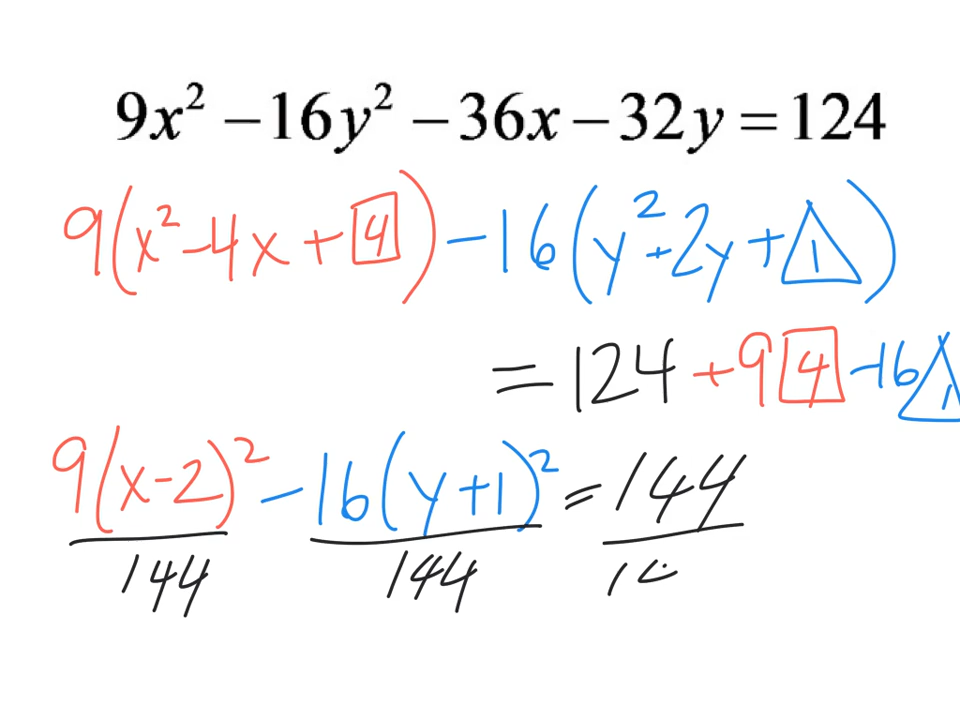 9x² − 16y² − 36x − 32y = 124
9(x² - 4x + 4) - 16(y² + 2y + 1)
= 124 + 9 4 - 16 1
9(x - 2)² - 16(y + 1)² = 144
144 144 14